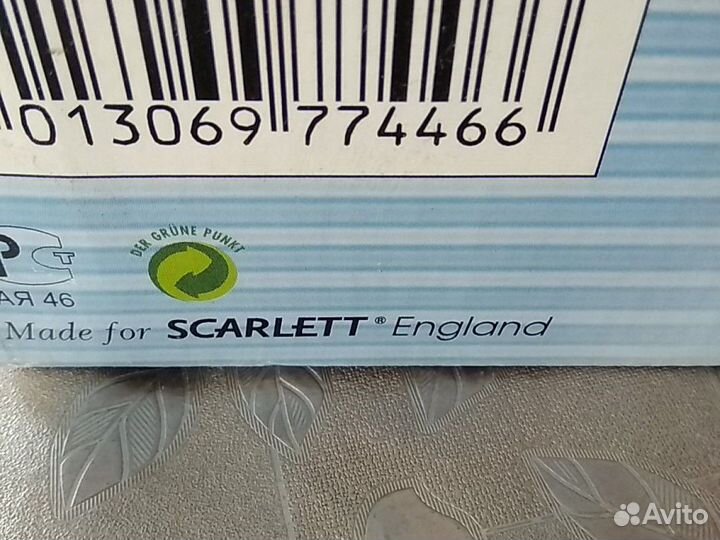 013069 774466
DER GRÜNE PUNKT
АЯ 46
Made for SCARLETT® England
Avito